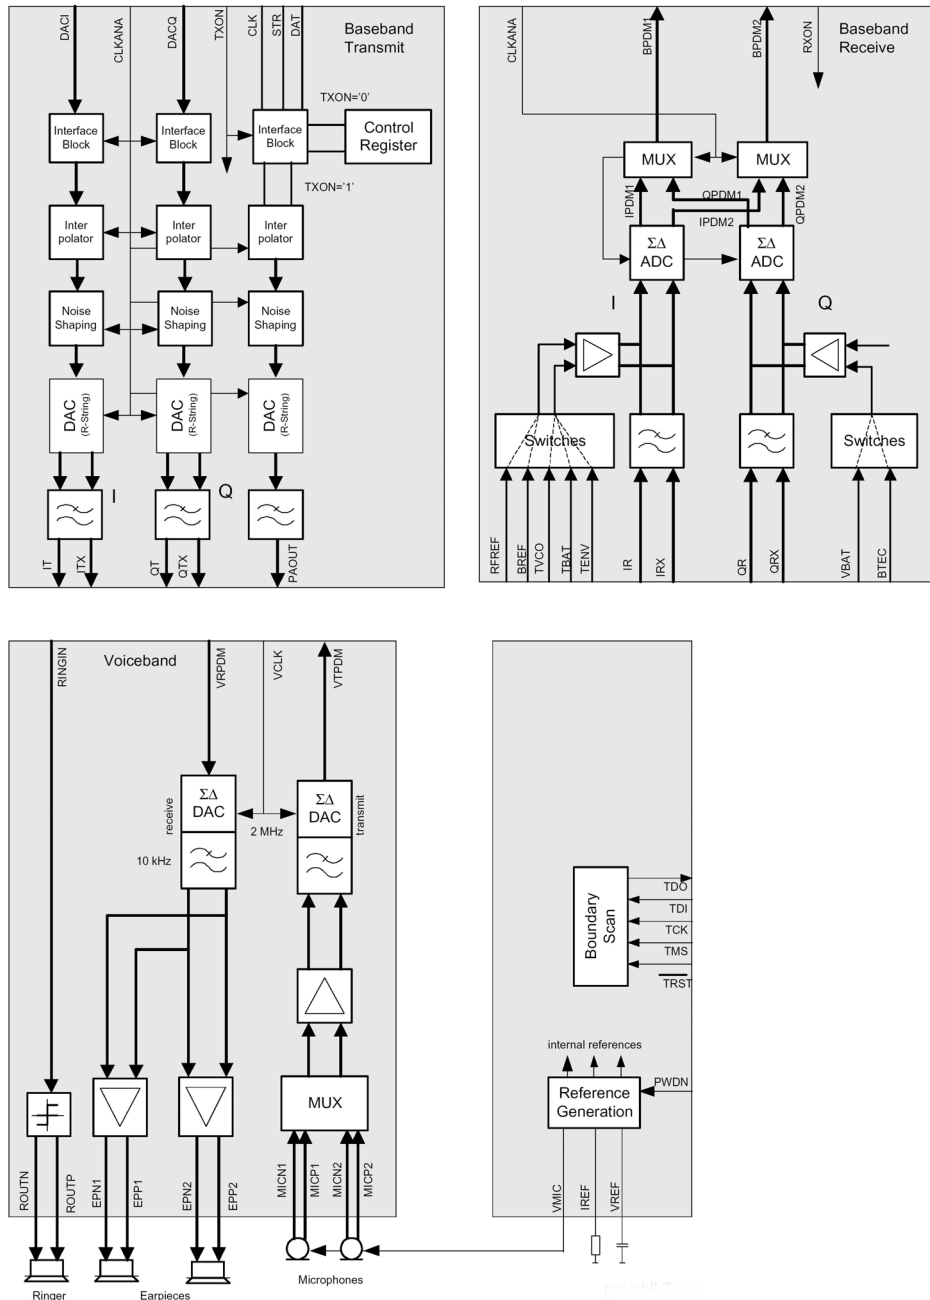 DACI
CLKANA
DACQ
TXON
CLK
STR
DAT
Baseband
Transmit
TXON='0'
Interface
Block
Interface
Block
Interface
Block
Control
Register
TXON='1'
Inter
polator
Inter
polator
Inter
polator
Noise
Shaping
Noise
Shaping
Noise
Shaping
DAC
(R-String)
DAC
(R-String)
DAC
(R-String)
I
Q
IT
ITX
QT
QTX
PAOUT
CLKANA
BPDM1
BPDM2
RXON
Baseband
Receive
MUX
MUX
IPDM1
QPDM1
IPDM2
QPDM2
ΣΔ
ADC
ΣΔ
ADC
I
Q
Switches
Switches
RFREF
BREF
TVCO
TBAT
TENV
IR
IRX
QR
QRX
VBAT
BTEC
RINGIN
Voiceband
VRPDM
VCLK
VTPDM
receive
ΣΔ
DAC
2 MHz
ΣΔ
DAC
transmit
10 kHz
MUX
ROUTN
ROUTP
EPN1
EPP1
EPN2
EPP2
MICN1
MICP1
MICN2
MICP2
Ringer
Earpieces
Microphones
Boundary
Scan
TDO
TDI
TCK
TMS
TRST
internal references
Reference
Generation
PWDN
VMIC
IREF
VREF